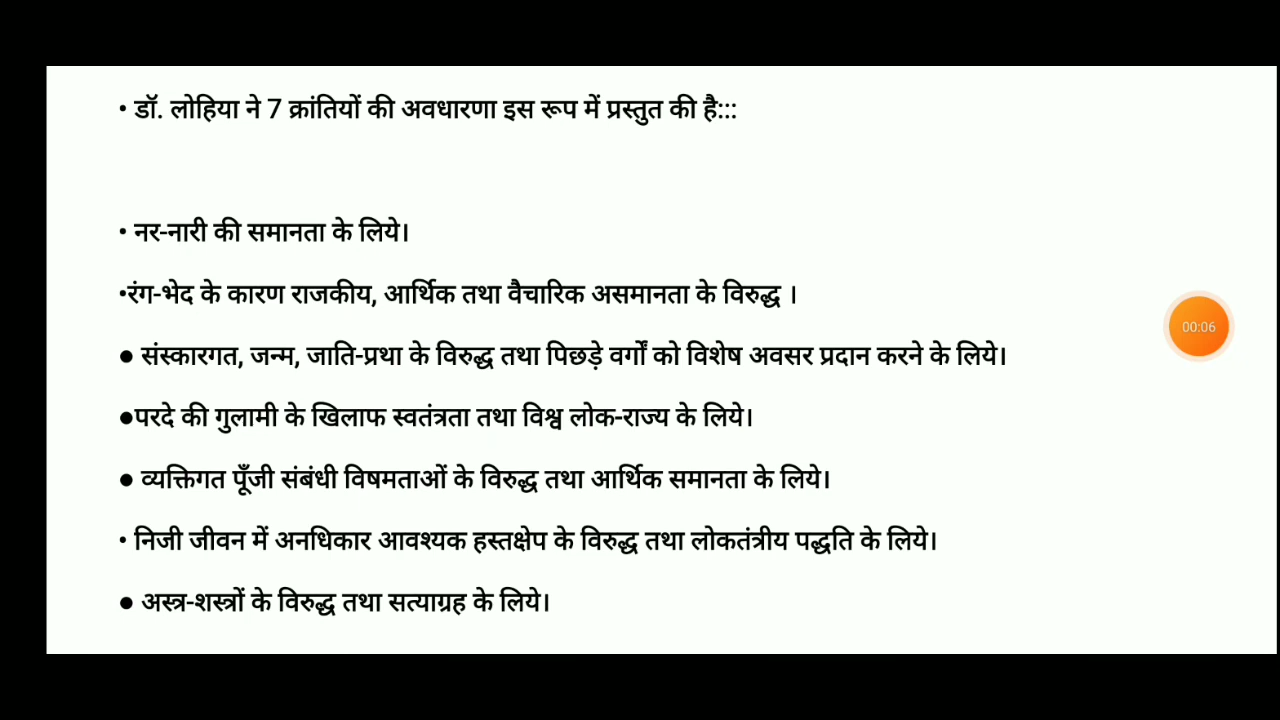 • डॉ. लोहिया ने 7 क्रांतियों की अवधारणा इस रूप में प्रस्तुत की है:::
• नर-नारी की समानता के लिये।
•रंग-भेद के कारण राजकीय, आर्थिक तथा वैचारिक असमानता के विरुद्ध ।
● संस्कारगत, जन्म, जाति-प्रथा के विरुद्ध तथा पिछड़े वर्गों को विशेष अवसर प्रदान करने के लिये।
●परदे की गुलामी के खिलाफ स्वतंत्रता तथा विश्व लोक-राज्य के लिये।
● व्यक्तिगत पूँजी संबंधी विषमताओं के विरुद्ध तथा आर्थिक समानता के लिये।
• निजी जीवन में अनधिकार आवश्यक हस्तक्षेप के विरुद्ध तथा लोकतंत्रीय पद्धति के लिये।
● अस्त्र-शस्त्रों के विरुद्ध तथा सत्याग्रह के लिये।
00:06